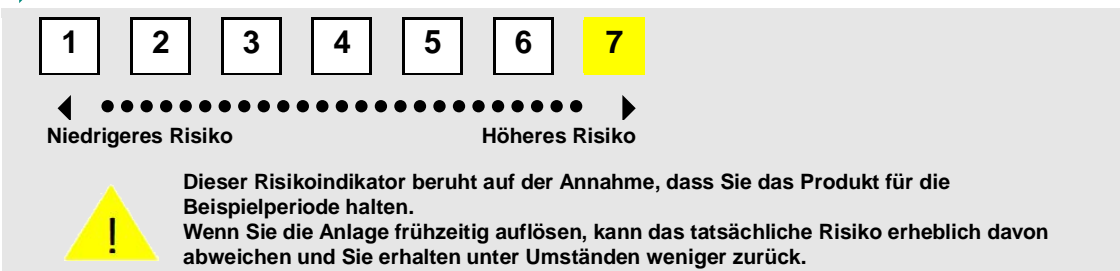 1 2 3 4 5 6 7
Niedrigeres Risiko Höheres Risiko
Dieser Risikoindikator beruht auf der Annahme, dass Sie das Produkt für die
Beispielperiode halten.
Wenn Sie die Anlage frühzeitig auflösen, kann das tatsächliche Risiko erheblich davon
abweichen und Sie erhalten unter Umständen weniger zurück.
!